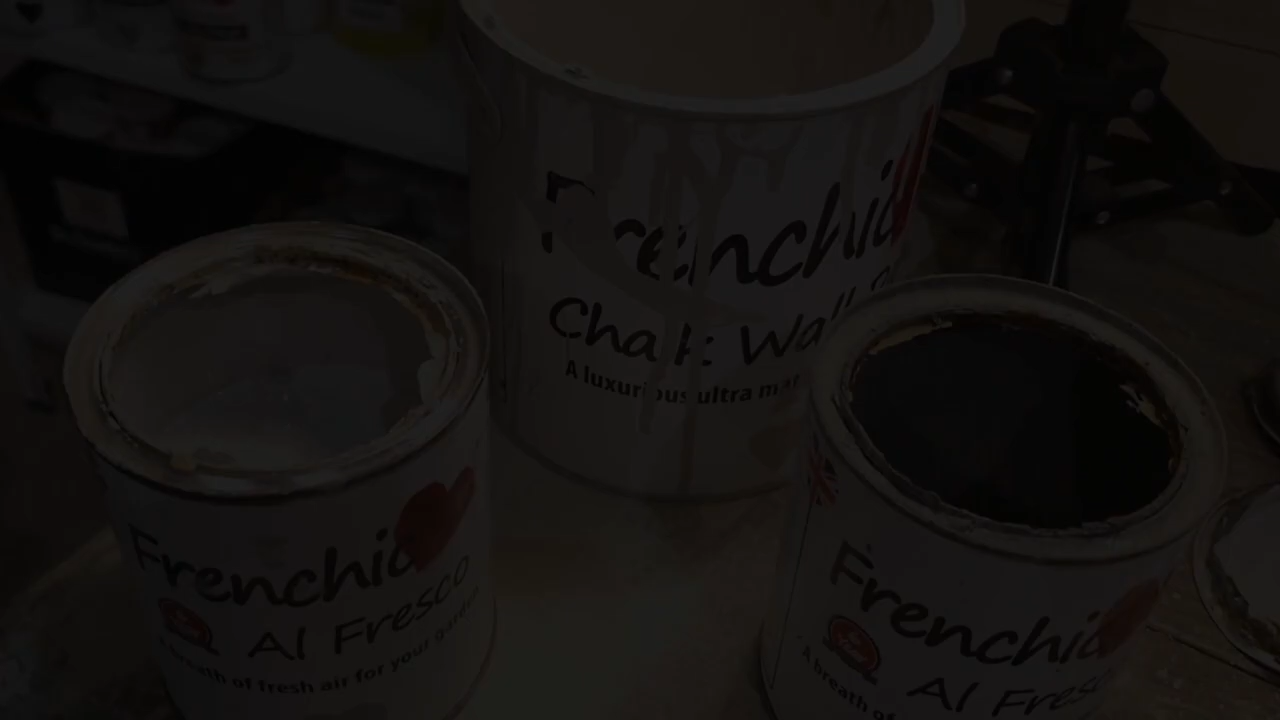 Frenchic
Chalk Wall
A luxurious ultra
Frenchic
Al Fresco
A breath of fresh air for your garden
Frenchic
Al Fresco
A breath of